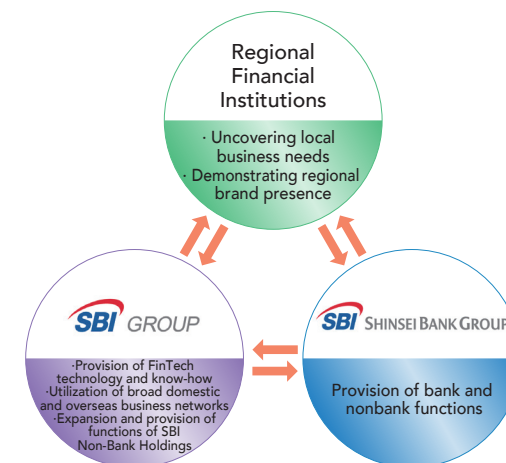 Regional
Financial
Institutions
· Uncovering local
business needs
· Demonstrating regional
brand presence
SBI GROUP
·Provision of FinTech
technology and know-how
·Utilization of broad domestic
and overseas business networks
·Expansion and provision of
functions of SBI
Non-Bank Holdings
SBI SHINSEI BANK GROUP
Provision of bank and
nonbank functions